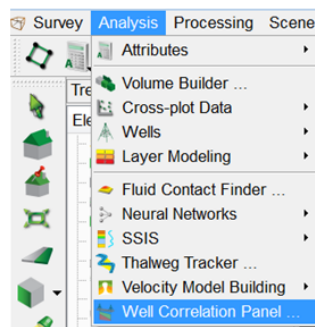 Survey Analysis Processing Scene
Attributes
Tre
Volume Builder ...
Ele
Cross-plot Data
Wells
Layer Modeling
Fluid Contact Finder ...
Neural Networks
SSIS
Thalweg Tracker ...
Velocity Model Building
Well Correlation Panel ...